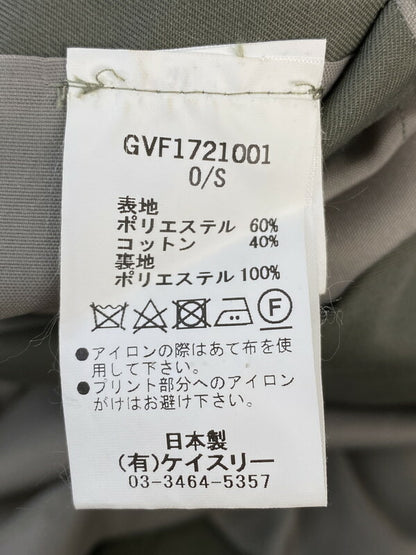 GVF1721001
O/S
表地
ポリエステル 60%
コットン 40%
裏地
ポリエステル 100%
F
●アイロンの際はあて布を使
用して下さい。
●プリント部分へのアイロン
がけはお避け下さい。
日本製
(有)ケイスリー
03-3464-5357